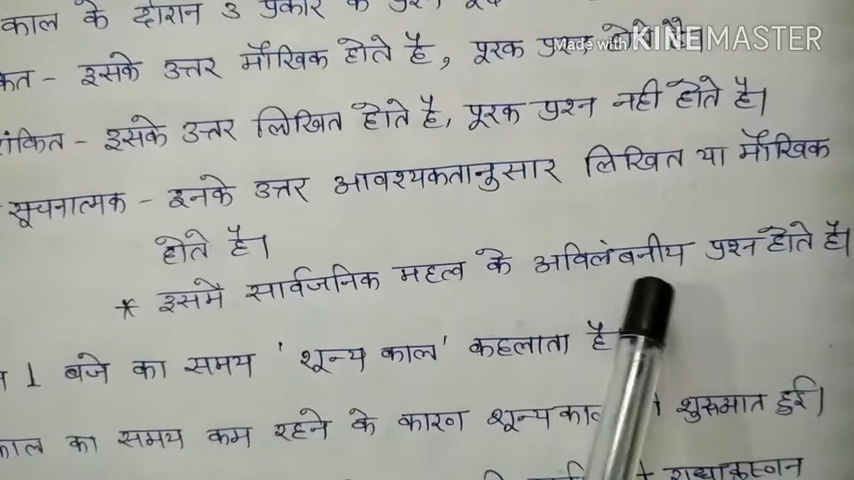 काल के दौरान 3 प्रकार के
Made with KINEMASTER
इसके उत्तर मौखिक होते है, पूरक प्रश्न होते है।
- इसके उत्तर लिखित होते है, पूरक प्रश्न नही होते है।
सूचनात्मक - इनके उत्तर आवश्यकतानुसार लिखित या मौखिक
होते है।
* इसमें सार्वजनिक महत्व के अविलंबनीय प्रश्न होते है।
1 बजे का समय 'शून्य काल' कहलाता है
काल का समय कम रहने के कारण शून्यकाल शुरुआत हुई।